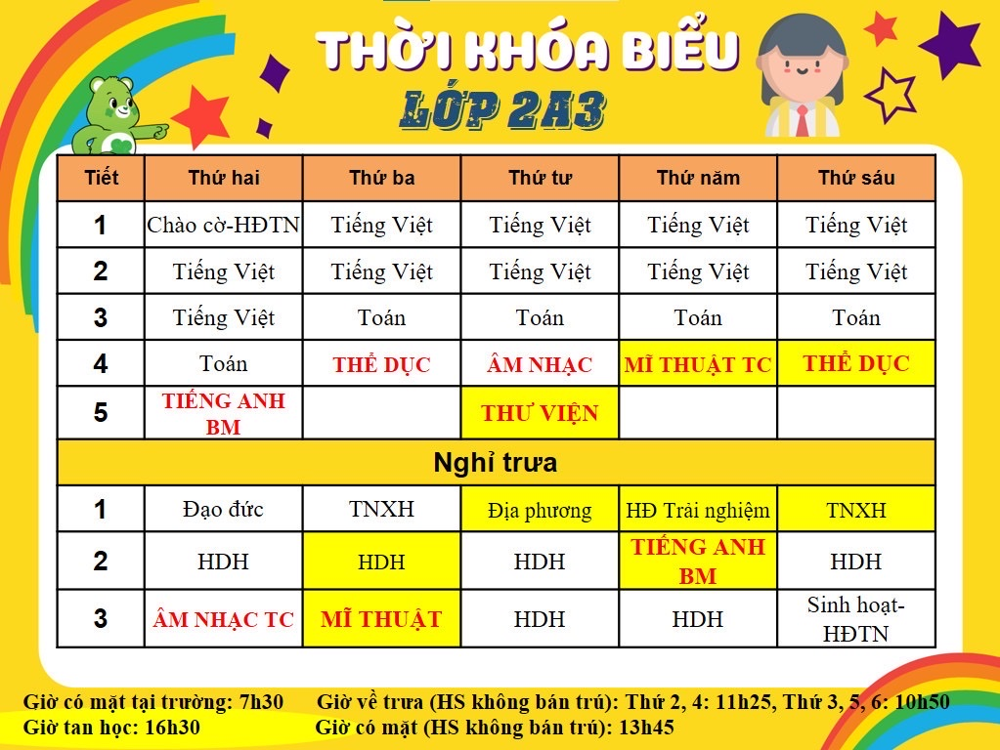 THỜI KHÓA BIỂU
LỚP 2A3
Tiết Thứ hai Thứ ba Thứ tư Thứ năm Thứ sáu
1 Chào cờ-HĐTN Tiếng Việt Tiếng Việt Tiếng Việt Tiếng Việt
2 Tiếng Việt Tiếng Việt Tiếng Việt Tiếng Việt Tiếng Việt
3 Tiếng Việt Toán Toán Toán Toán
4 Toán THỂ DỤC ÂM NHẠC MĨ THUẬT TC THỂ DỤC
5 TIẾNG ANH BM THƯ VIỆN
Nghỉ trưa
1 Đạo đức TNXH Địa phương HĐ Trải nghiệm TNXH
2 HDH HDH HDH TIẾNG ANH BM HDH
3 ÂM NHẠC TC MĨ THUẬT HDH HDH Sinh hoạt-HĐTN
Giờ có mặt tại trường: 7h30 Giờ về trưa (HS không bán trú): Thứ 2, 4: 11h25, Thứ 3, 5, 6: 10h50
Giờ tan học: 16h30 Giờ có mặt (HS không bán trú): 13h45